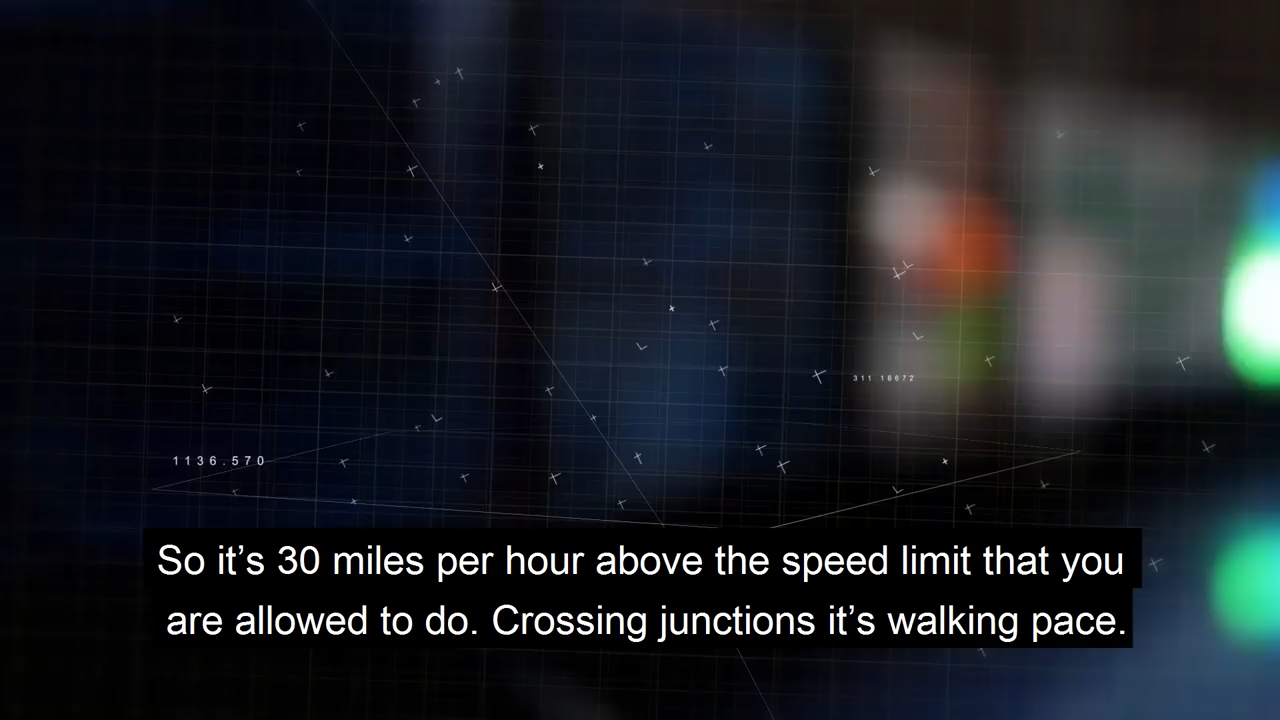 311 18672
1136.570
So it’s 30 miles per hour above the speed limit that you
are allowed to do. Crossing junctions it’s walking pace.